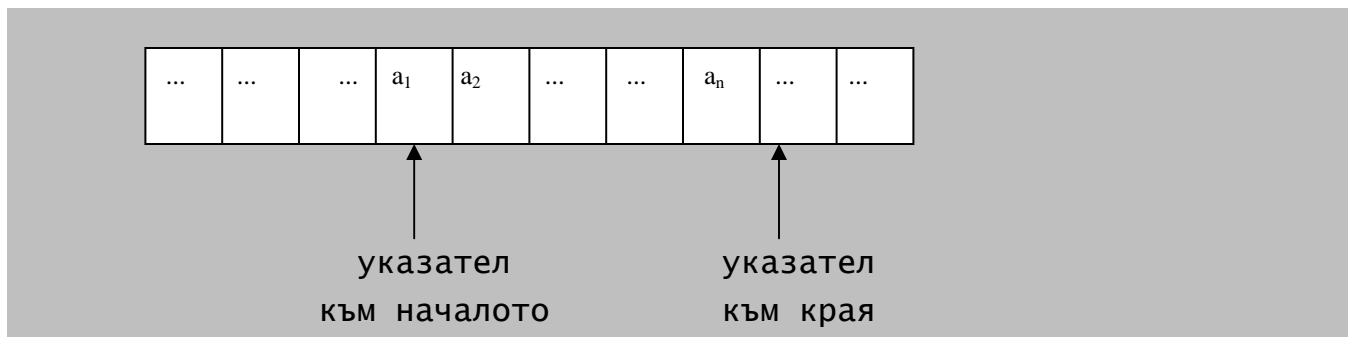 ... ... ... a₁ a₂ ... ... aₙ ... ...
указател указател
към началото към края